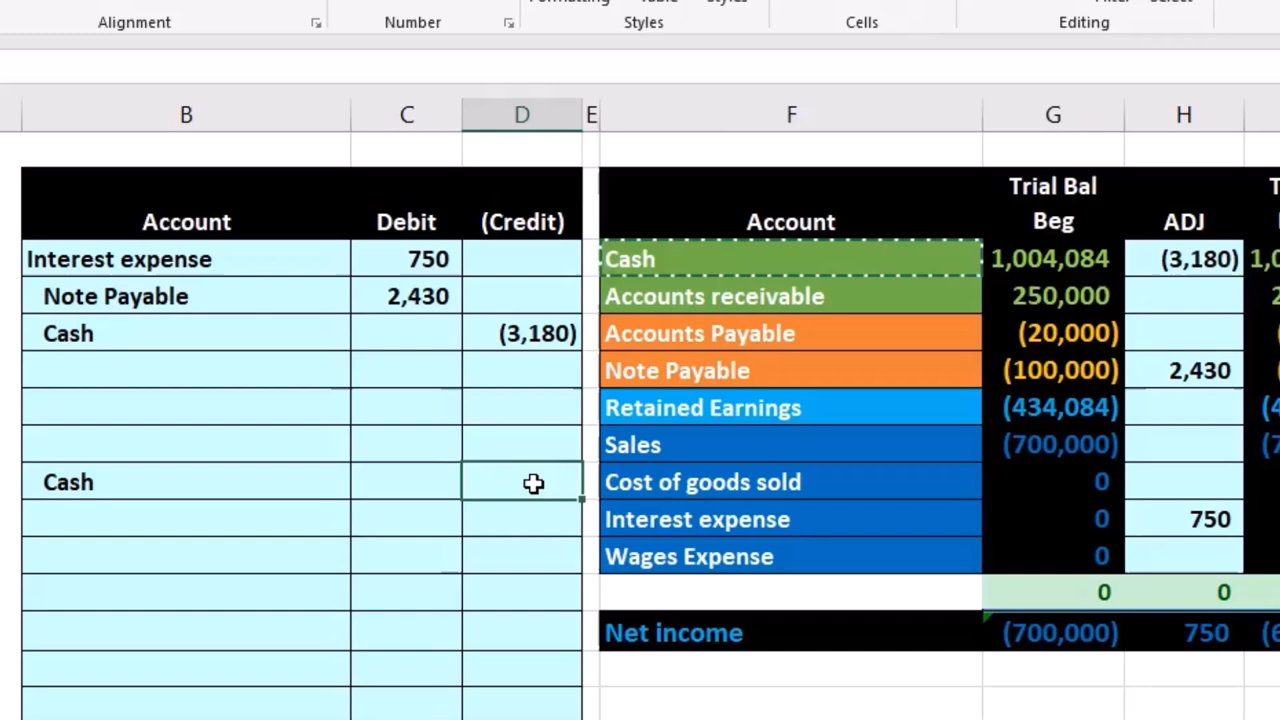 Alignment Number Styles Cells Editing
B C D E F G H
Trial Bal
Account Debit (Credit) Account Beg ADJ
Interest expense 750 Cash 1,004,084 (3,180)
Note Payable 2,430 Accounts receivable 250,000
Cash (3,180) Accounts Payable (20,000)
Note Payable (100,000) 2,430
Retained Earnings (434,084)
Sales (700,000)
Cash Cost of goods sold 0
Interest expense 0 750
Wages Expense 0
0 0
Net income (700,000) 750